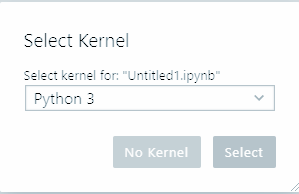 Select Kernel
Select kernel for: "Untitled1.ipynb"
Python 3
No Kernel
Select